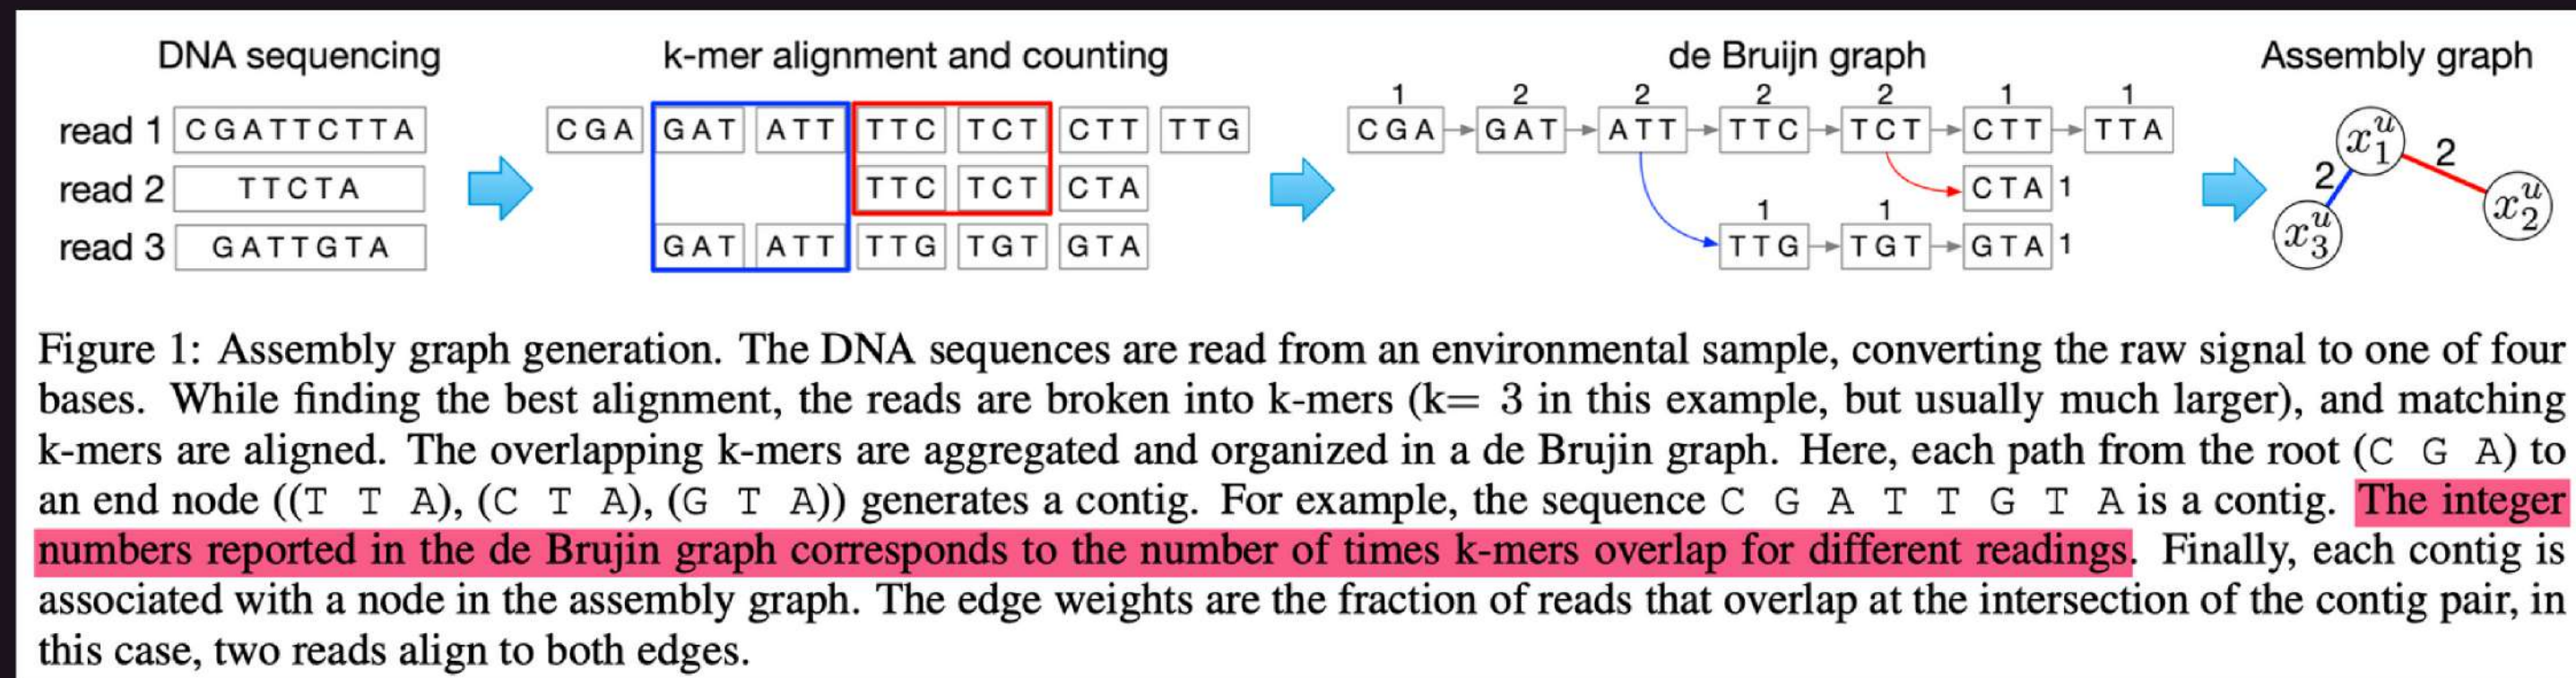 DNA sequencing
k-mer alignment and counting
de Bruijn graph
Assembly graph
read 1 CGATTCTTA
read 2 TTCTA
read 3 GATTGTA
CGA GAT ATT TTC TCT CTT TTG
TTC TCT CTA
GAT ATT TTG TGT GTA
1 2 2 2 2 1 1
CGA GAT ATT TTC TCT CTT TTA
CTA 1
1 1
TTG TGT GTA 1
x₁ᵘ 2
2 x₂ᵘ
x₃ᵘ
Figure 1: Assembly graph generation. The DNA sequences are read from an environmental sample, converting the raw signal to one of four
bases. While finding the best alignment, the reads are broken into k-mers (k= 3 in this example, but usually much larger), and matching
k-mers are aligned. The overlapping k-mers are aggregated and organized in a de Brujin graph. Here, each path from the root (C G A) to
an end node ((T T A), (C T A), (G T A)) generates a contig. For example, the sequence C G A T T G T A is a contig. The integer
numbers reported in the de Brujin graph corresponds to the number of times k-mers overlap for different readings. Finally, each contig is
associated with a node in the assembly graph. The edge weights are the fraction of reads that overlap at the intersection of the contig pair, in
this case, two reads align to both edges.